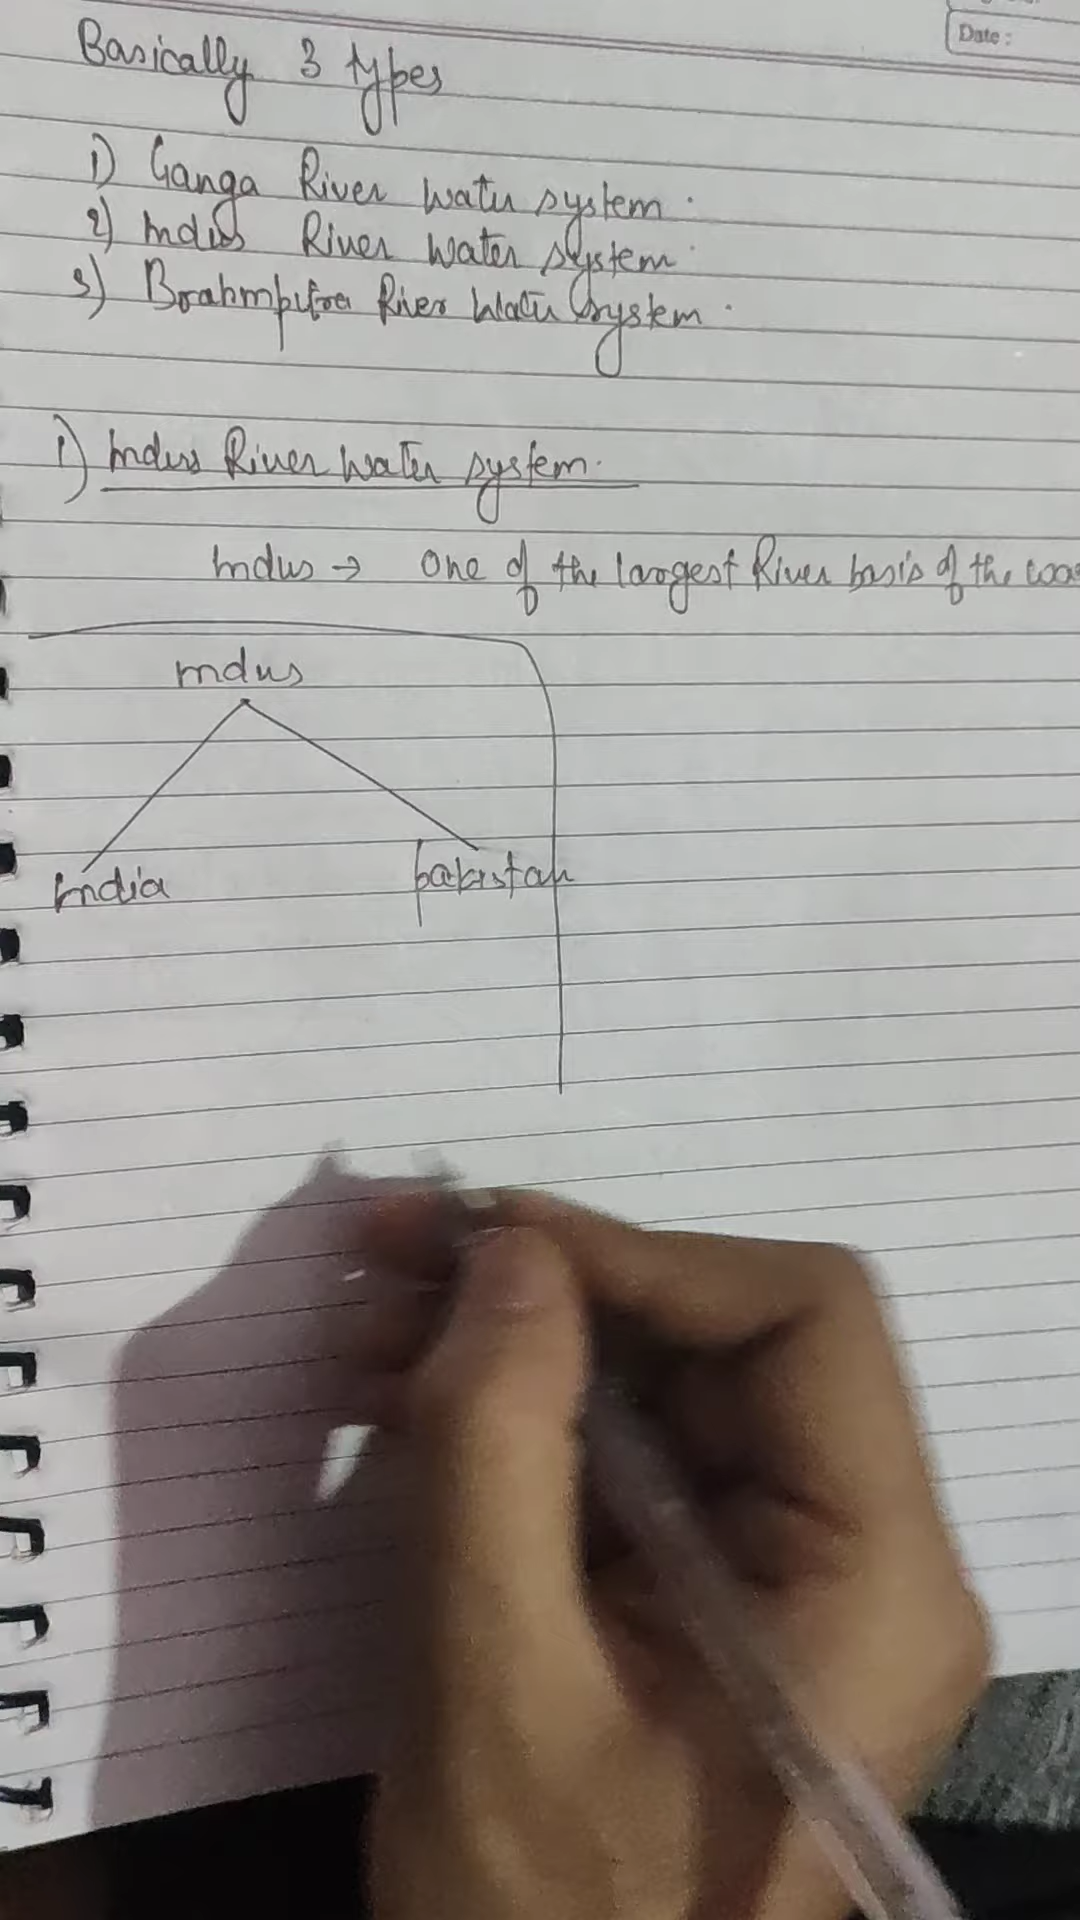 Date :
Basically 3 types
1) Ganga River Water system.
2) Indus River Water system.
3) Brahmputra River Water System.
1) Indus River Water system.
Indus → One of the largest River basis of the
Indus
India pakistan